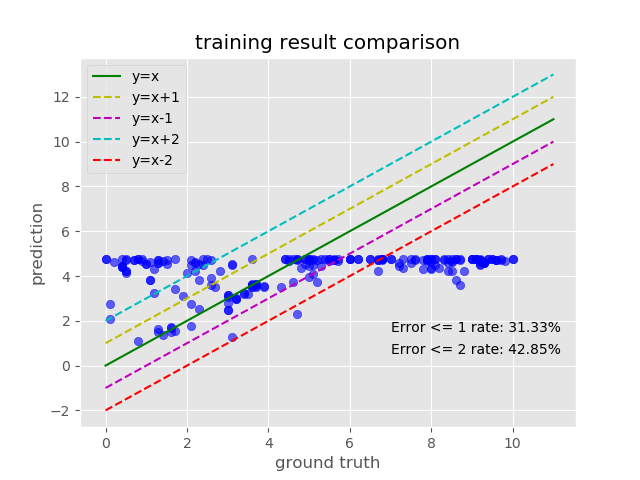 training result comparison
y=x
y=x+1
y=x-1
y=x+2
y=x-2
12
10
8
6
4
2
0
−2
prediction
Error <= 1 rate: 31.33%
Error <= 2 rate: 42.85%
0 2 4 6 8 10
ground truth